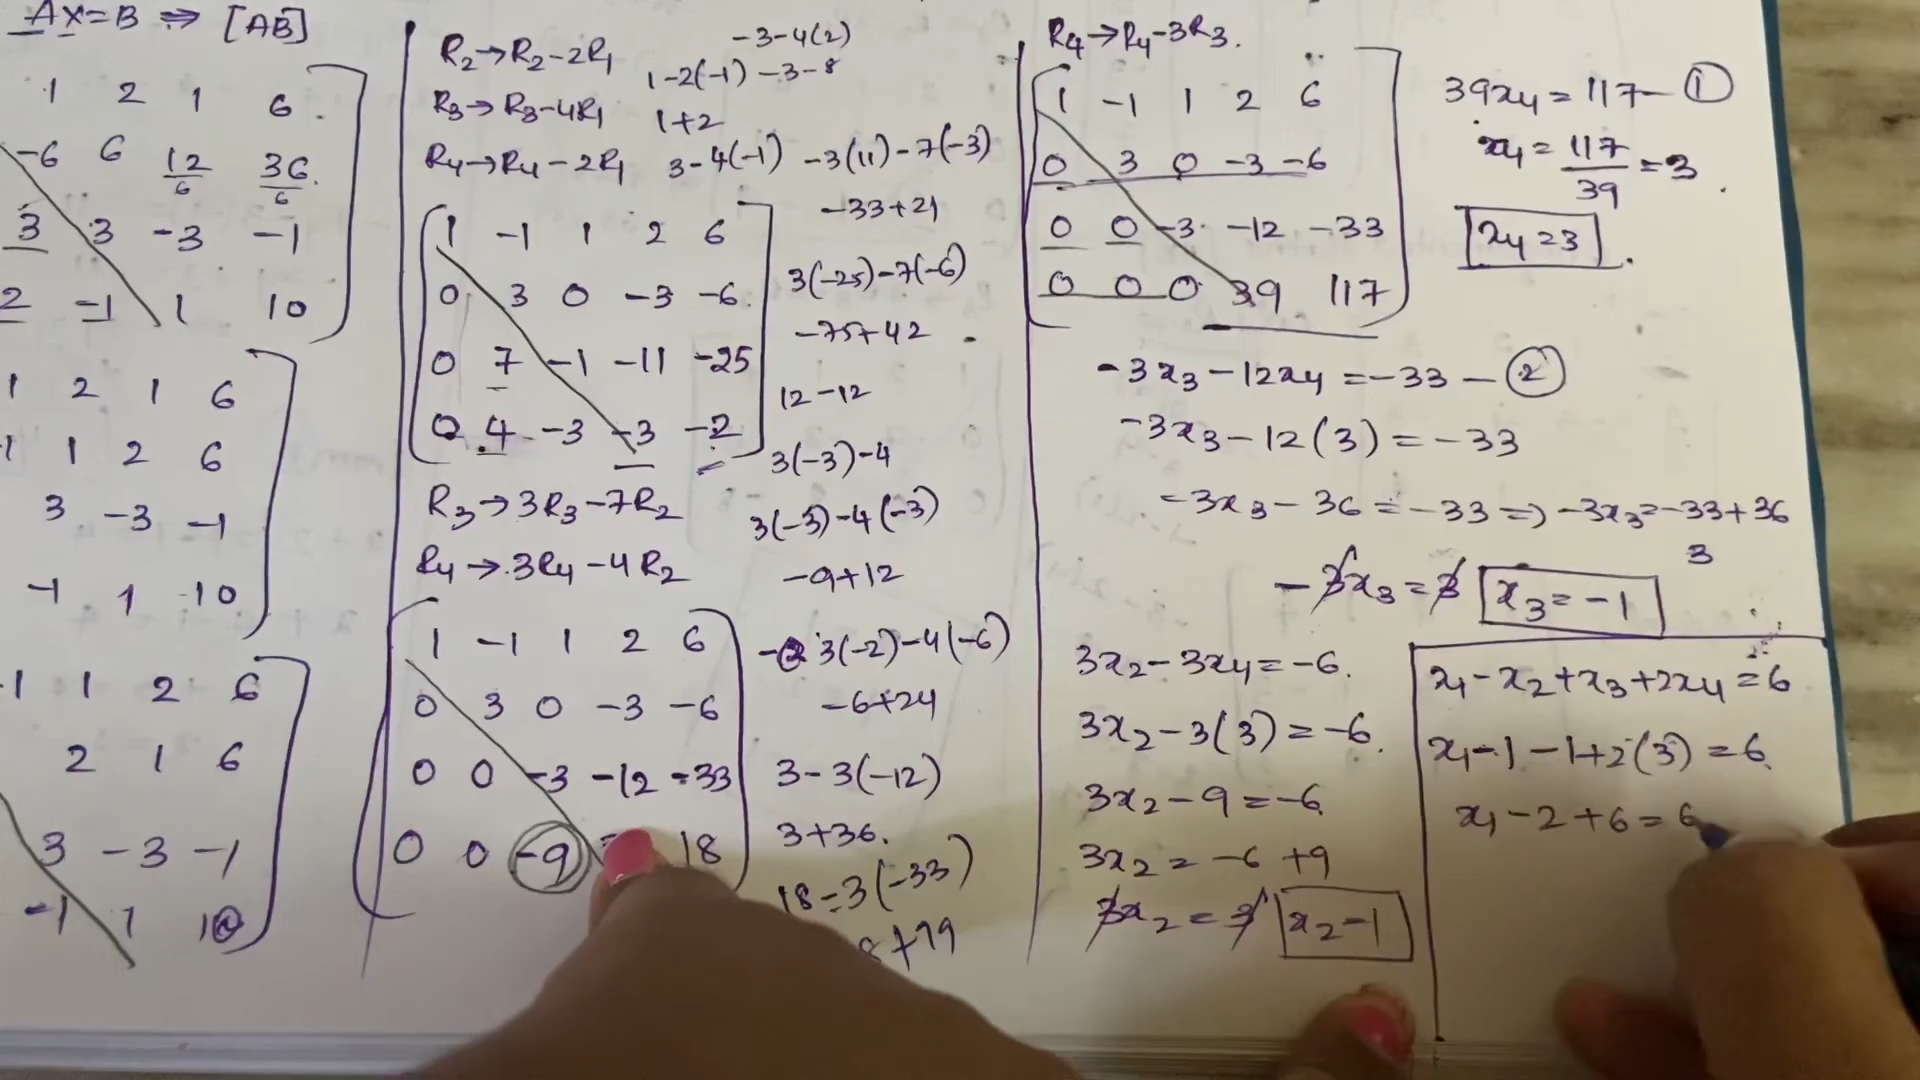 AX=B ⇒ [AB]
1 2 1 6
-6 6 12/6 36/6
3 3 -3 -1
2 -1 1 10
1 2 1 6
-1 1 2 6
3 -3 -1
-1 1 10
-1 1 2 6
2 1 6
3 -3 -1
-1 1 10
R2→R2-2R1
R3→R3-4R1
R4→R4-2R1
-3-4(2)
1-2(-1) -3-8
1+2
3-4(-1) -3(11)-7(-3)
-33+21
1 -1 1 2 6
0 3 0 -3 -6
0 7 -1 -11 -25
0 4 -3 -3 -2
3(-25)-7(-6)
-75+42
12-12
3(-3)-4
R3→3R3-7R2
R4→3R4-4R2
3(-3)-4(-3)
-9+12
1 -1 1 2 6
0 3 0 -3 -6
0 0 -3 -12 -33
0 0 -9 18
3(-2)-4(-6)
-6+24
3-3(-12)
3+36
18-3(-33)
8+99
R4→R4-3R3.
1 -1 1 2 6
0 3 0 -3 -6
0 0 -3 -12 -33
0 0 0 39 117
39x4=117-①
x4=117/39=3
x4=3
-3x3-12x4=-33-②
-3x3-12(3)=-33
-3x3-36=-33⇒-3x3=-33+36
3
-3x3=3 x3=-1
3x2-3x4=-6.
3x2-3(3)=-6.
3x2-9=-6
3x2=-6+9
3x2=3 x2-1
x1-x2+x3+2x4=6
x1-1-1+2(3)=6
x1-2+6=6